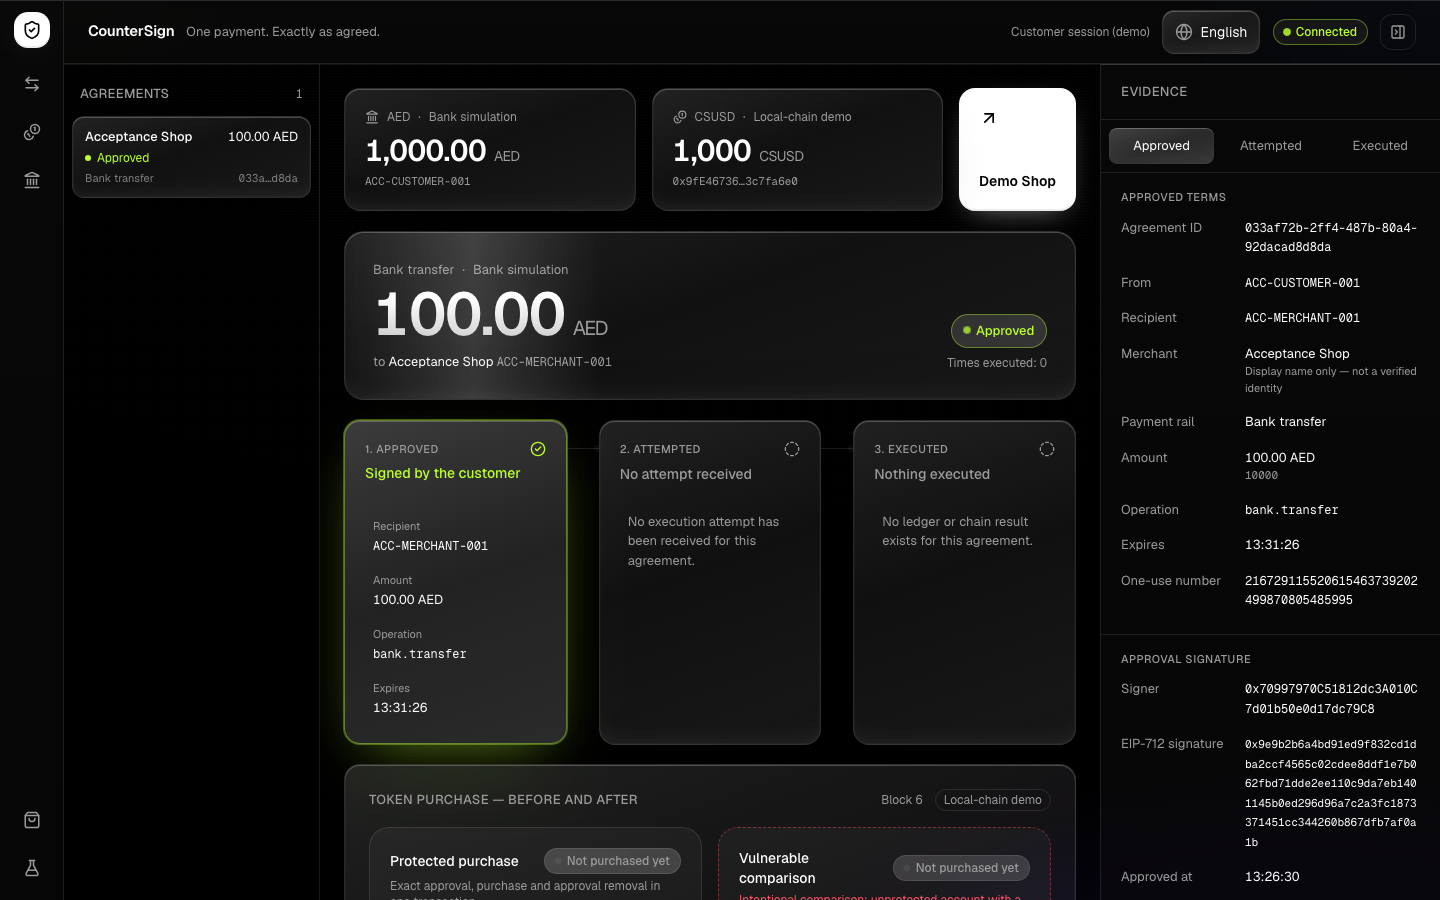 CounterSign One payment. Exactly as agreed.
Customer session (demo) English Connected
AGREEMENTS 1
Acceptance Shop 100.00 AED
Approved
Bank transfer 033a…d8da
AED · Bank simulation
1,000.00 AED
ACC-CUSTOMER-001
CSUSD · Local-chain demo
1,000 CSUSD
0x9fE46736…3c7fa6e0
Demo Shop
Bank transfer · Bank simulation
100.00 AED
to Acceptance Shop ACC-MERCHANT-001
Approved
Times executed: 0
1. APPROVED
Signed by the customer
Recipient
ACC-MERCHANT-001
Amount
100.00 AED
Operation
bank.transfer
Expires
13:31:26
2. ATTEMPTED
No attempt received
No execution attempt has
been received for this
agreement.
3. EXECUTED
Nothing executed
No ledger or chain result
exists for this agreement.
TOKEN PURCHASE — BEFORE AND AFTER
Block 6 Local-chain demo
Protected purchase Not purchased yet
Exact approval, purchase and approval removal in
one transaction
Vulnerable
comparison
Not purchased yet
Intentional comparison: unprotected account with a
EVIDENCE
Approved Attempted Executed
APPROVED TERMS
Agreement ID 033af72b-2ff4-487b-80a4-
92dacad8d8da
From ACC-CUSTOMER-001
Recipient ACC-MERCHANT-001
Merchant Acceptance Shop
Display name only — not a verified
identity
Payment rail Bank transfer
Amount 100.00 AED
10000
Operation bank.transfer
Expires 13:31:26
One-use number 216729115520615463739202
499870805485995
APPROVAL SIGNATURE
Signer 0x70997970C51812dc3A010C
7d01b50e0d17dc79C8
EIP-712 signature 0x9e9b2b6a4bd91ed9f832cd1d
ba2ccf4565c02cdee8ddf1e7b0
62fbd71dde2ee110c9da7eb140
1145b0ed296d96a7c2a3fc1873
371451cc344260b867dfb7af0a
1b
Approved at 13:26:30